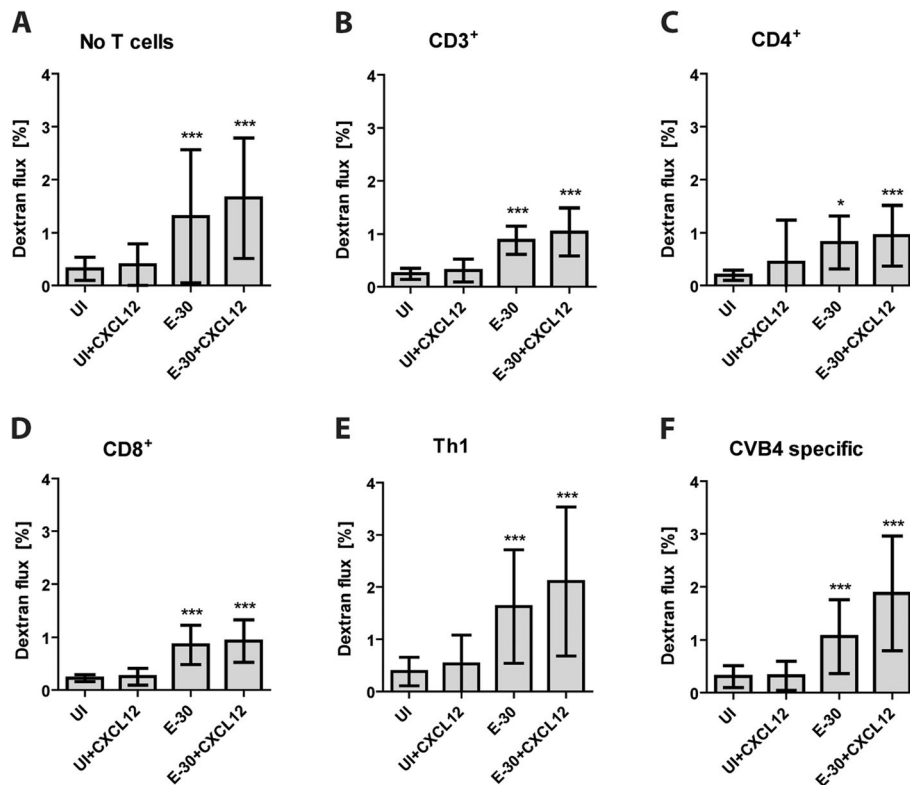 A
No T cells
Dextran flux [%]
4
3
2
1
0
***
***
UI
UI+CXCL12
E-30
E-30+CXCL12
B
CD3+
Dextran flux [%]
4
3
2
1
0
***
***
UI
UI+CXCL12
E-30
E-30+CXCL12
C
CD4+
Dextran flux [%]
4
3
2
1
0
*
***
UI
UI+CXCL12
E-30
E-30+CXCL12
D
CD8+
Dextran flux [%]
4
3
2
1
0
***
***
UI
UI+CXCL12
E-30
E-30+CXCL12
E
Th1
Dextran flux [%]
4
3
2
1
0
***
***
UI
UI+CXCL12
E-30
E-30+CXCL12
F
CVB4 specific
Dextran flux [%]
4
3
2
1
0
***
***
UI
UI+CXCL12
E-30
E-30+CXCL12